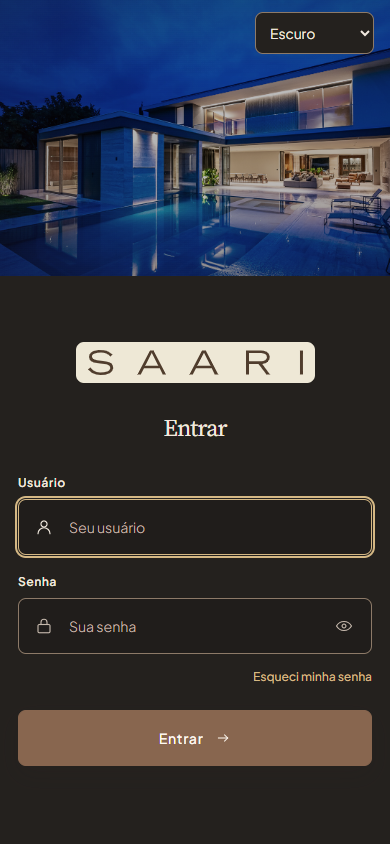 Escuro
SAARI
Entrar
Usuário
Seu usuário
Senha
Sua senha
Esqueci minha senha
Entrar →